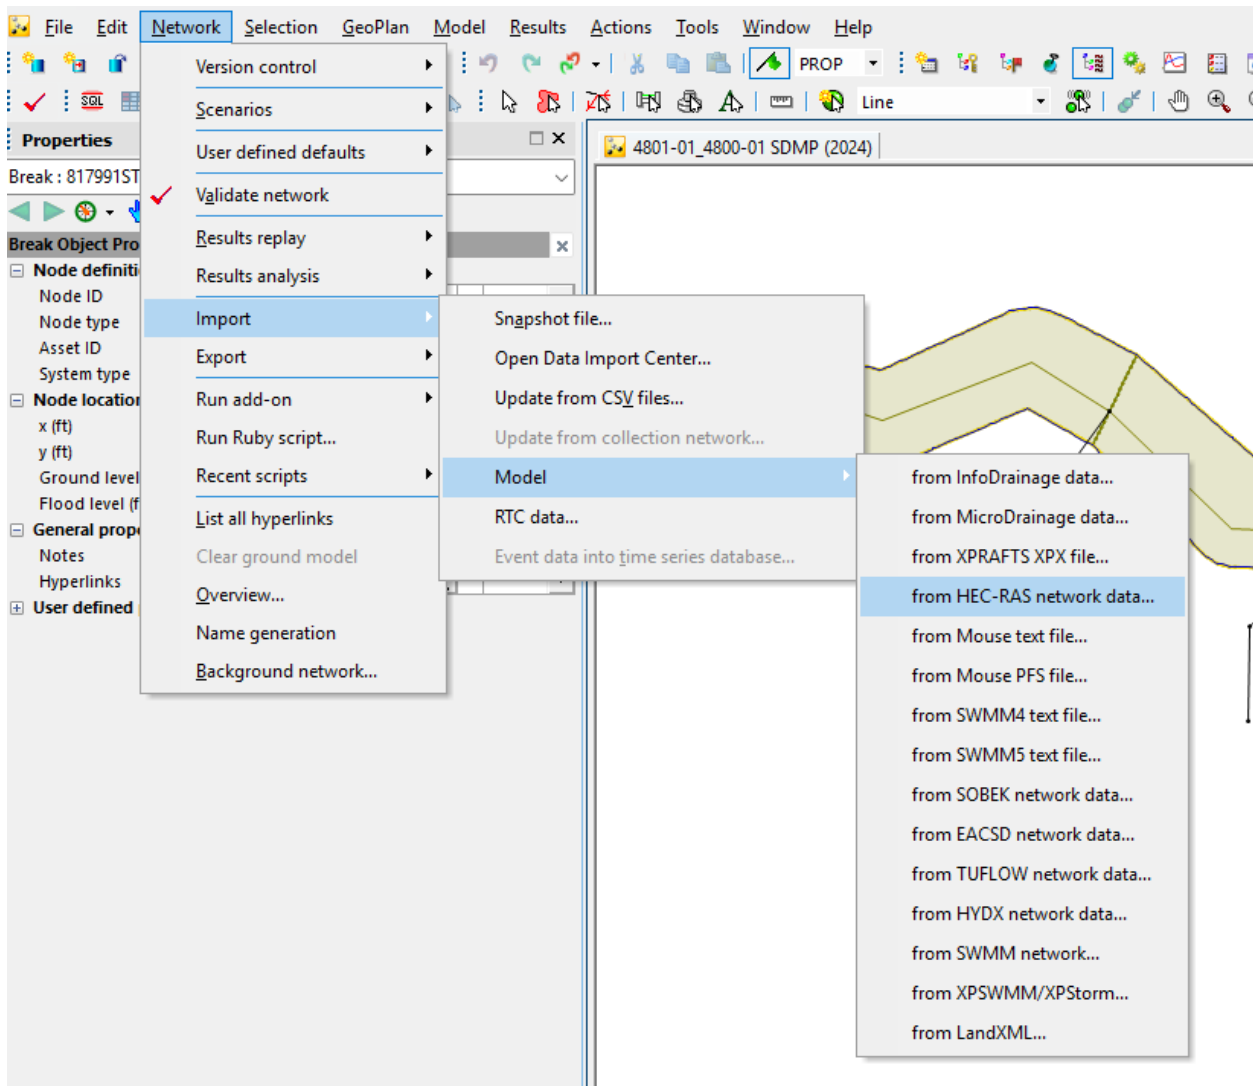 File Edit Network Selection GeoPlan Model Results Actions Tools Window Help
PROP
SQL
Line
Properties
4801-01_4800-01 SDMP (2024)
Break : 817991ST
Break Object Pro
Node definiti
Node ID
Node type
Asset ID
System type
Node location
x (ft)
y (ft)
Ground level
Flood level (f
General prope
Notes
Hyperlinks
User defined
Version control
Scenarios
User defined defaults
Validate network
Results replay
Results analysis
Import
Export
Run add-on
Run Ruby script...
Recent scripts
List all hyperlinks
Clear ground model
Overview...
Name generation
Background network...
Snapshot file...
Open Data Import Center...
Update from CSV files...
Update from collection network...
Model
RTC data...
Event data into time series database...
from InfoDrainage data...
from MicroDrainage data...
from XPRAFTS XPX file...
from HEC-RAS network data...
from Mouse text file...
from Mouse PFS file...
from SWMM4 text file...
from SWMM5 text file...
from SOBEK network data...
from EACSD network data...
from TUFLOW network data...
from HYDX network data...
from SWMM network...
from XPSWMM/XPStorm...
from LandXML...